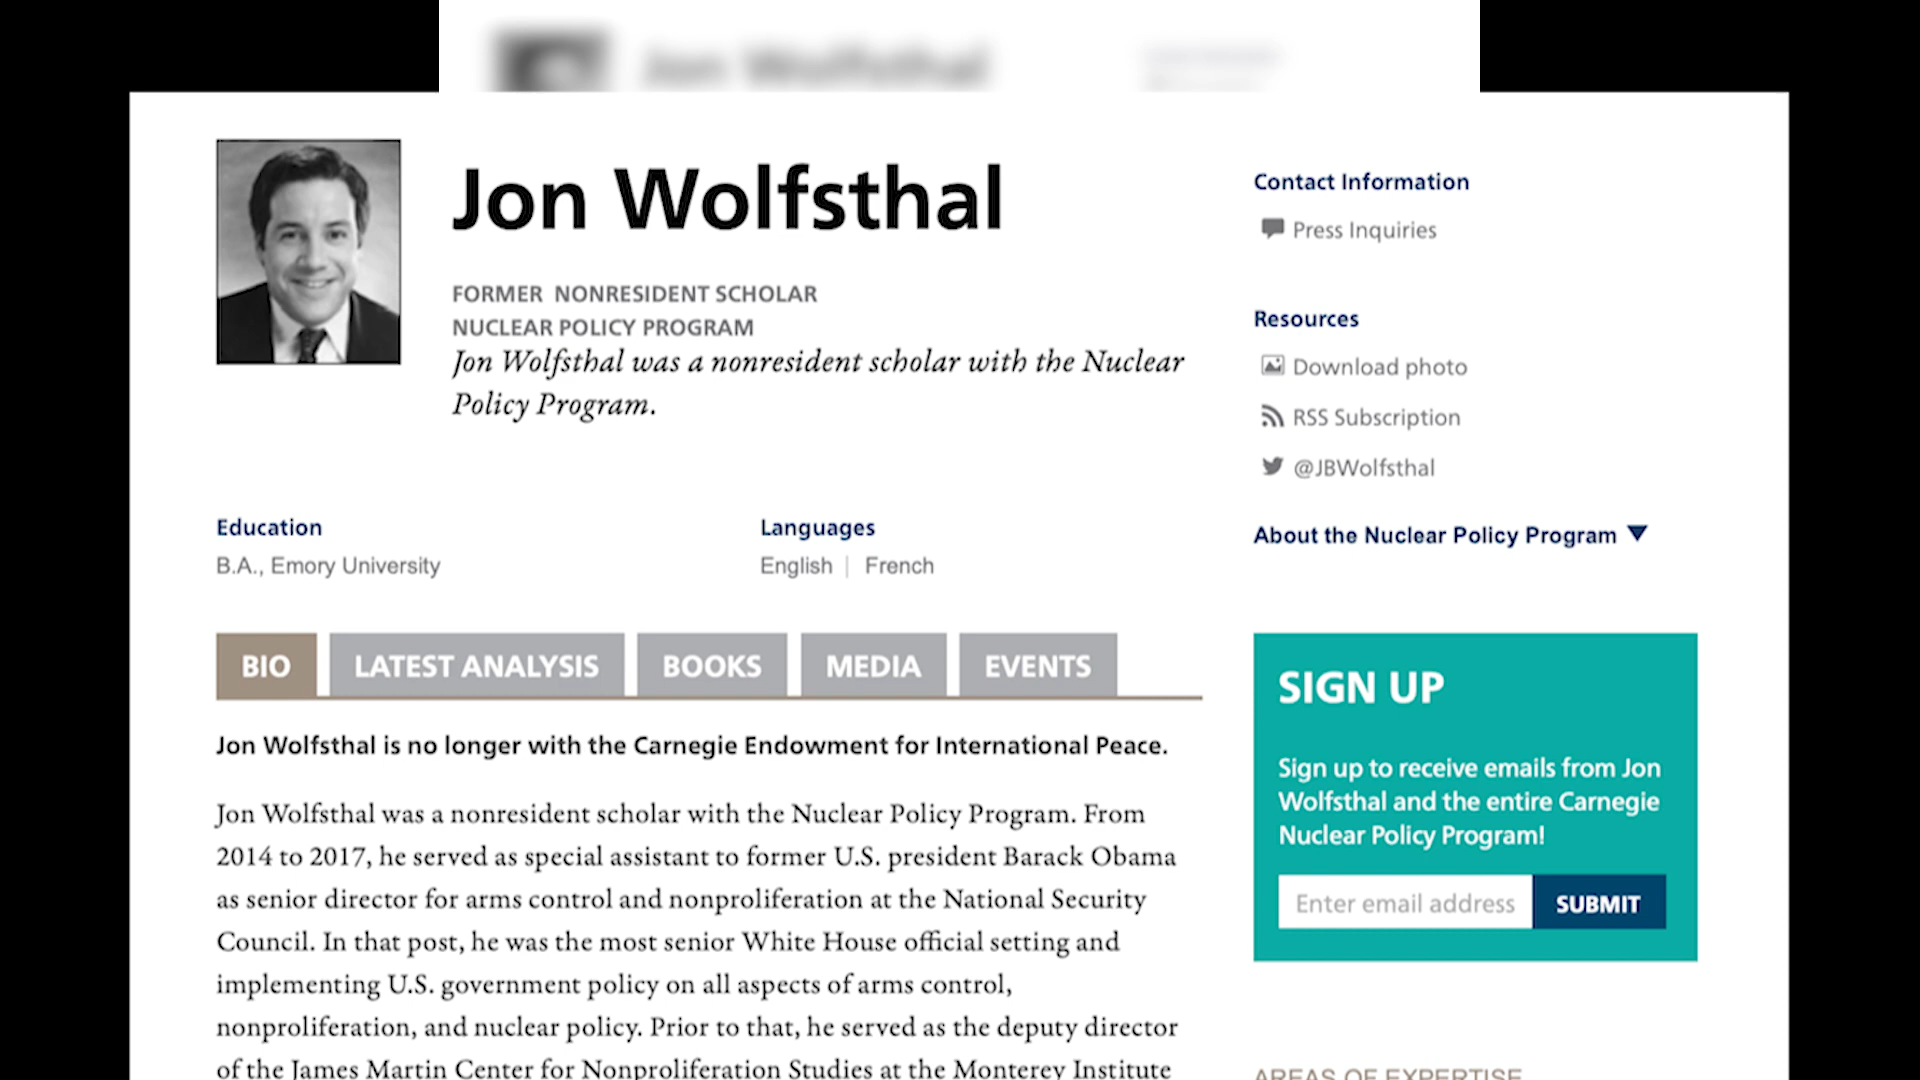 Jon Wolfsthal
Jon Wolfsthal
FORMER NONRESIDENT SCHOLAR
NUCLEAR POLICY PROGRAM
Jon Wolfsthal was a nonresident scholar with the Nuclear
Policy Program.
Contact Information
Press Inquiries
Resources
Download photo
RSS Subscription
@JBWolfsthal
About the Nuclear Policy Program
Education
B.A., Emory University
Languages
English | French
BIO
LATEST ANALYSIS
BOOKS
MEDIA
EVENTS
Jon Wolfsthal is no longer with the Carnegie Endowment for International Peace.
Jon Wolfsthal was a nonresident scholar with the Nuclear Policy Program. From
2014 to 2017, he served as special assistant to former U.S. president Barack Obama
as senior director for arms control and nonproliferation at the National Security
Council. In that post, he was the most senior White House official setting and
implementing U.S. government policy on all aspects of arms control,
nonproliferation, and nuclear policy. Prior to that, he served as the deputy director
of the James Martin Center for Nonproliferation Studies at the Monterey Institute
SIGN UP
Sign up to receive emails from Jon
Wolfsthal and the entire Carnegie
Nuclear Policy Program!
Enter email address
SUBMIT
AREAS OF EXPERTISE